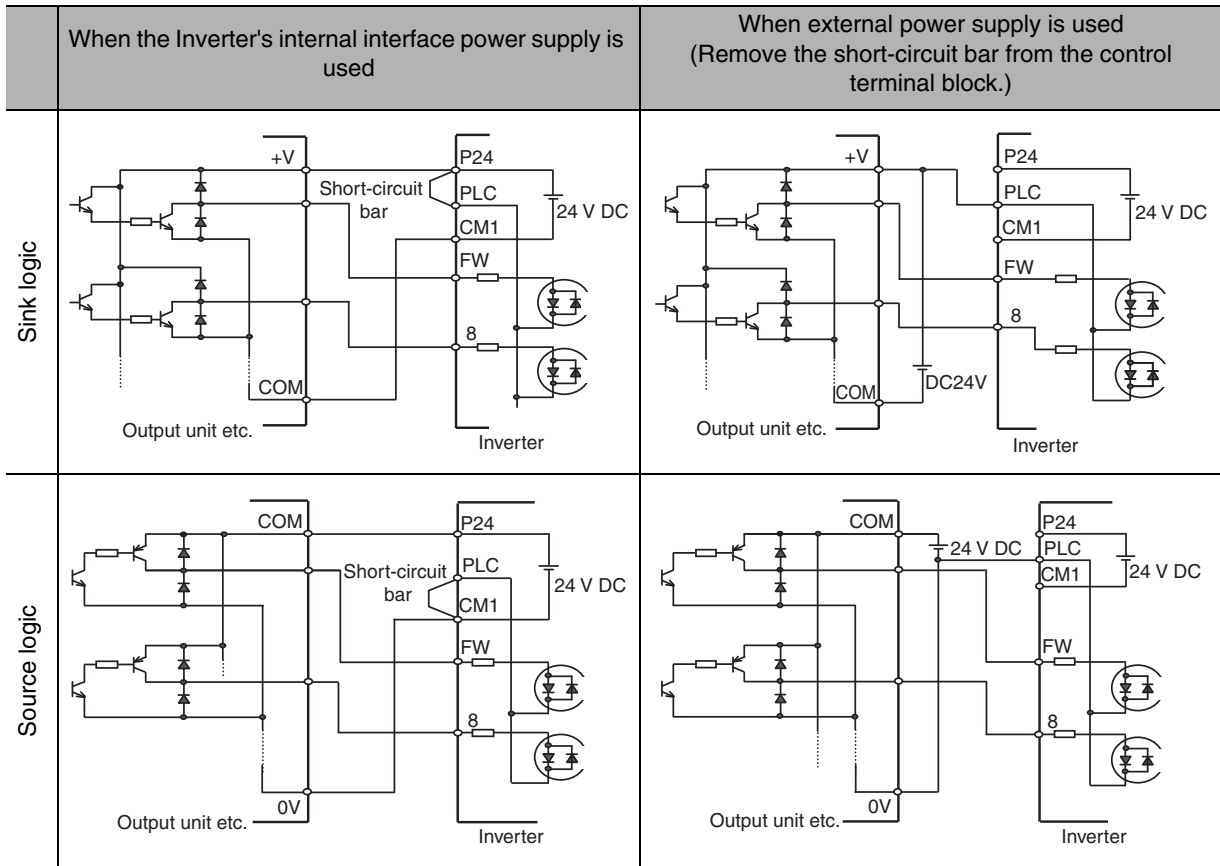 When the Inverter's internal interface power supply is
used
When external power supply is used
(Remove the short-circuit bar from the control
terminal block.)
Sink logic
+V
Short-circuit
bar
P24
PLC
24 V DC
CM1
FW
8
COM
Output unit etc.
Inverter
+V
P24
PLC
24 V DC
CM1
FW
8
DC24V
COM
Output unit etc.
Inverter
Source logic
COM
P24
Short-circuit
bar
PLC
24 V DC
CM1
FW
8
0V
Output unit etc.
Inverter
COM
P24
24 V DC
PLC
CM1
24 V DC
FW
8
0V
Output unit etc.
Inverter